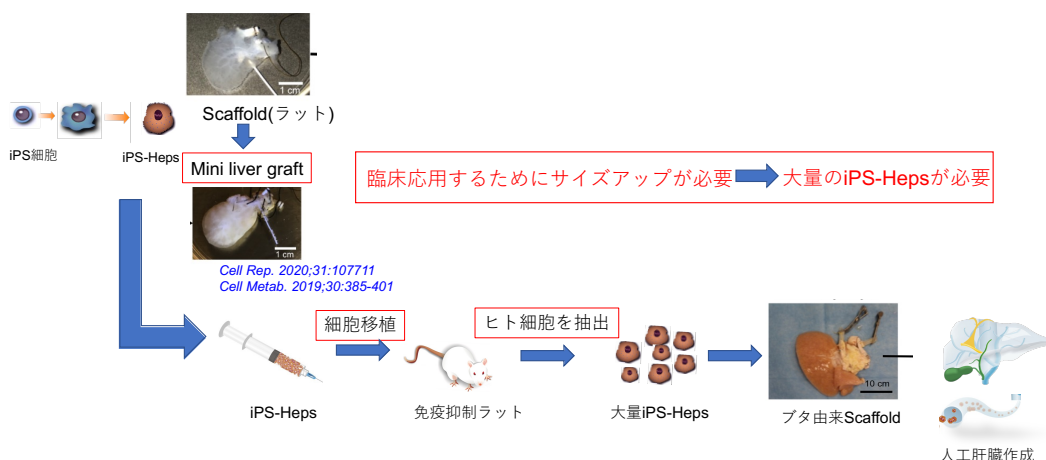 1 cm
Scaffold(ラット)
iPS細胞
iPS-Heps
Mini liver graft
臨床応用するためにサイズアップが必要
大量のiPS-Hepsが必要
1 cm
Cell Rep. 2020;31:107711
Cell Metab. 2019;30:385-401
細胞移植
ヒト細胞を抽出
10 cm
iPS-Heps
免疫抑制ラット
大量iPS-Heps
ブタ由来Scaffold
人工肝臓作成